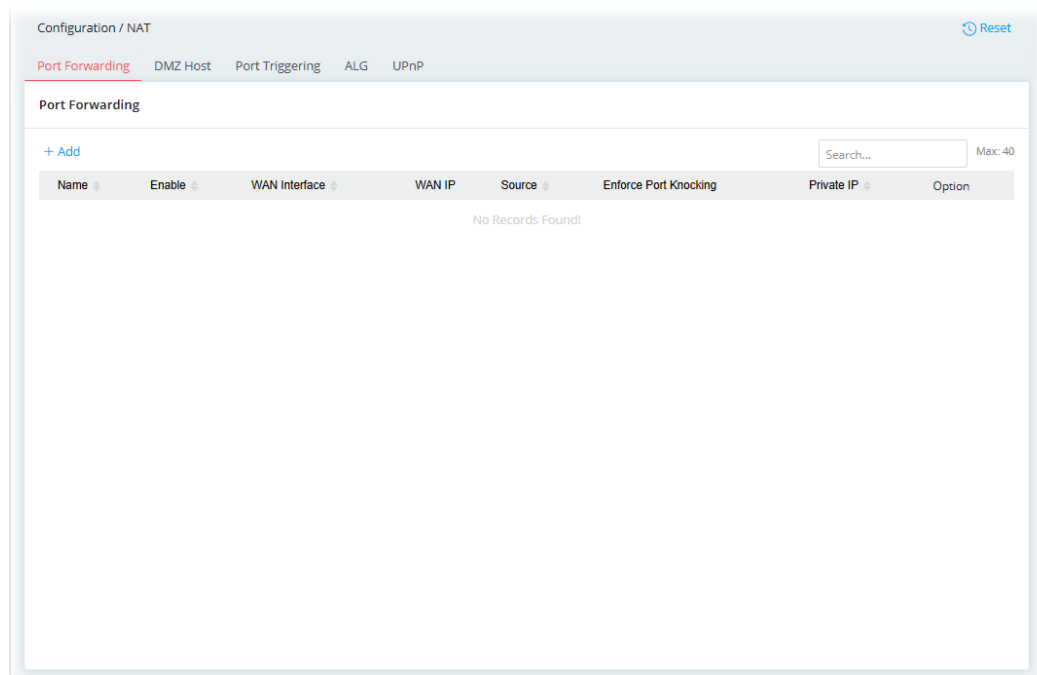 Configuration / NAT Reset
Port Forwarding DMZ Host Port Triggering ALG UPnP
Port Forwarding
+ Add Search... Max: 40
Name Enable WAN Interface WAN IP Source Enforce Port Knocking Private IP Option
No Records Found!